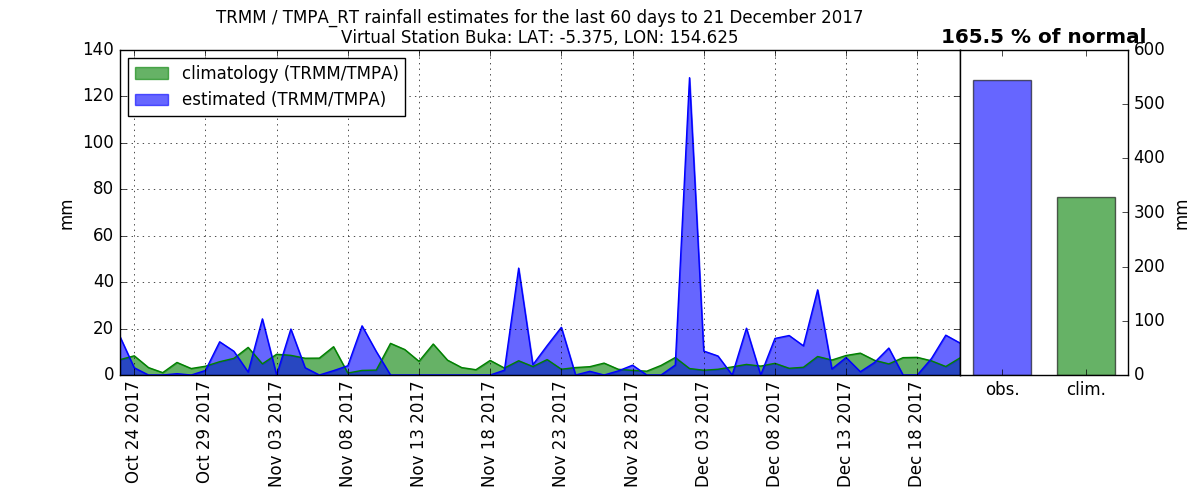 TRMM / TMPA_RT rainfall estimates for the last 60 days to 21 December 2017
Virtual Station Buka: LAT: -5.375, LON: 154.625
165.5 % of normal
climatology (TRMM/TMPA)
estimated (TRMM/TMPA)
mm
140
120
100
80
60
40
20
0
Oct 24 2017
Oct 29 2017
Nov 03 2017
Nov 08 2017
Nov 13 2017
Nov 18 2017
Nov 23 2017
Nov 28 2017
Dec 03 2017
Dec 08 2017
Dec 13 2017
Dec 18 2017
obs.
clim.
600
500
400
300
200
100
0
mm